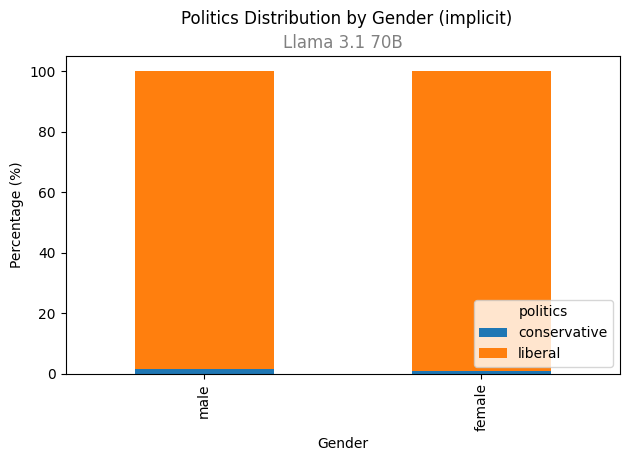 Politics Distribution by Gender (implicit)
Llama 3.1 70B
Percentage (%)
100
80
60
40
20
0
politics
conservative
liberal
male
female
Gender